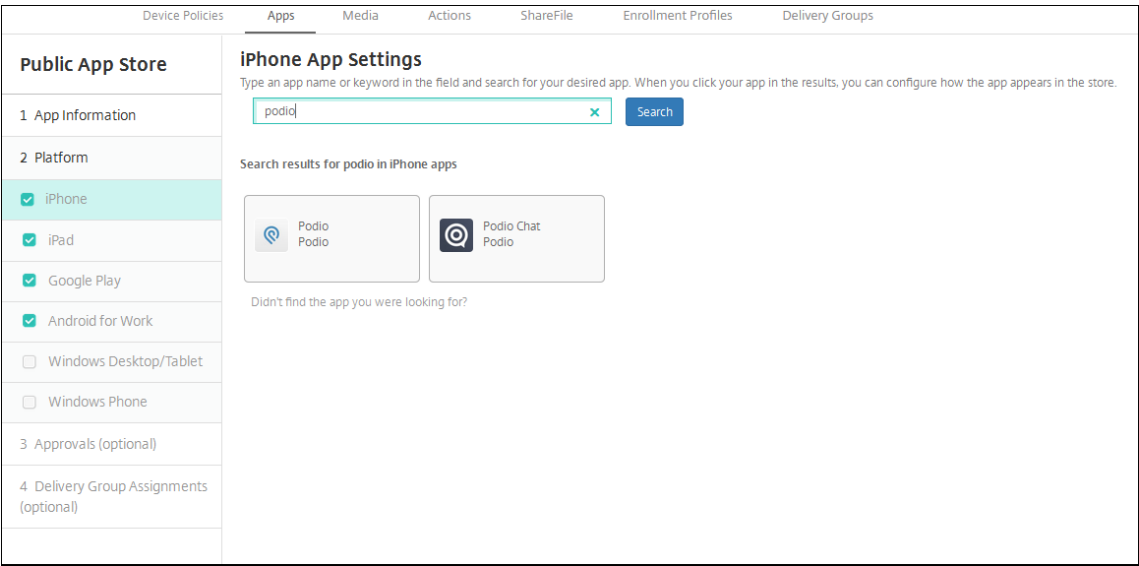 Device Policies Apps Media Actions ShareFile Enrollment Profiles Delivery Groups
Public App Store
1 App Information
2 Platform
iPhone
iPad
Google Play
Android for Work
Windows Desktop/Tablet
Windows Phone
3 Approvals (optional)
4 Delivery Group Assignments
(optional)
iPhone App Settings
Type an app name or keyword in the field and search for your desired app. When you click your app in the results, you can configure how the app appears in the store.
podio
Search
Search results for podio in iPhone apps
Podio
Podio
Podio Chat
Podio
Didn't find the app you were looking for?